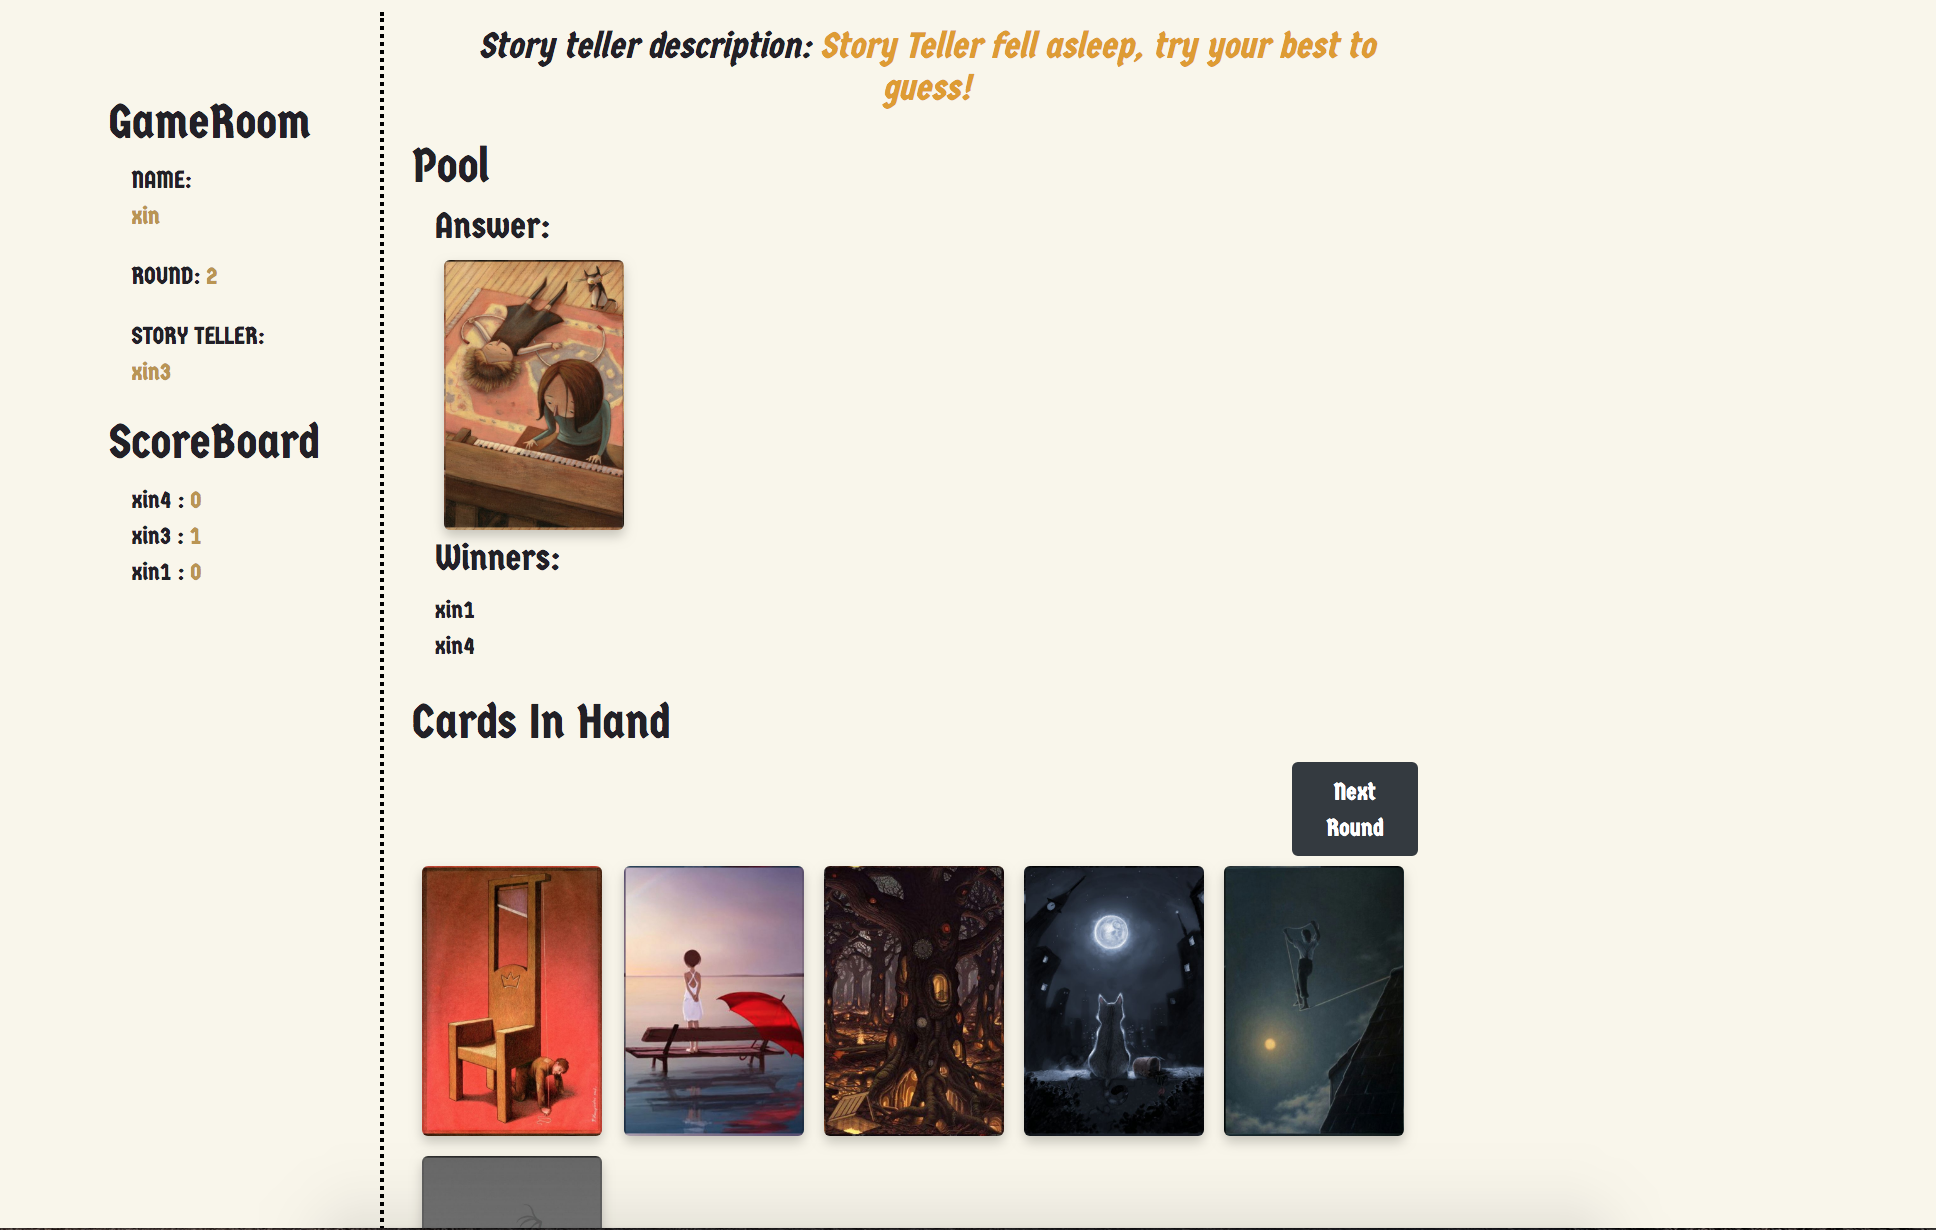 Story teller description: Story Teller fell asleep, try your best to
guess!
GameRoom
NAME:
xin
ROUND: 2
STORY TELLER:
xin3
ScoreBoard
xin4 : 0
xin3 : 1
xin1 : 0
Pool
Answer:
Winners:
xin1
xin4
Cards In Hand
Next
Round